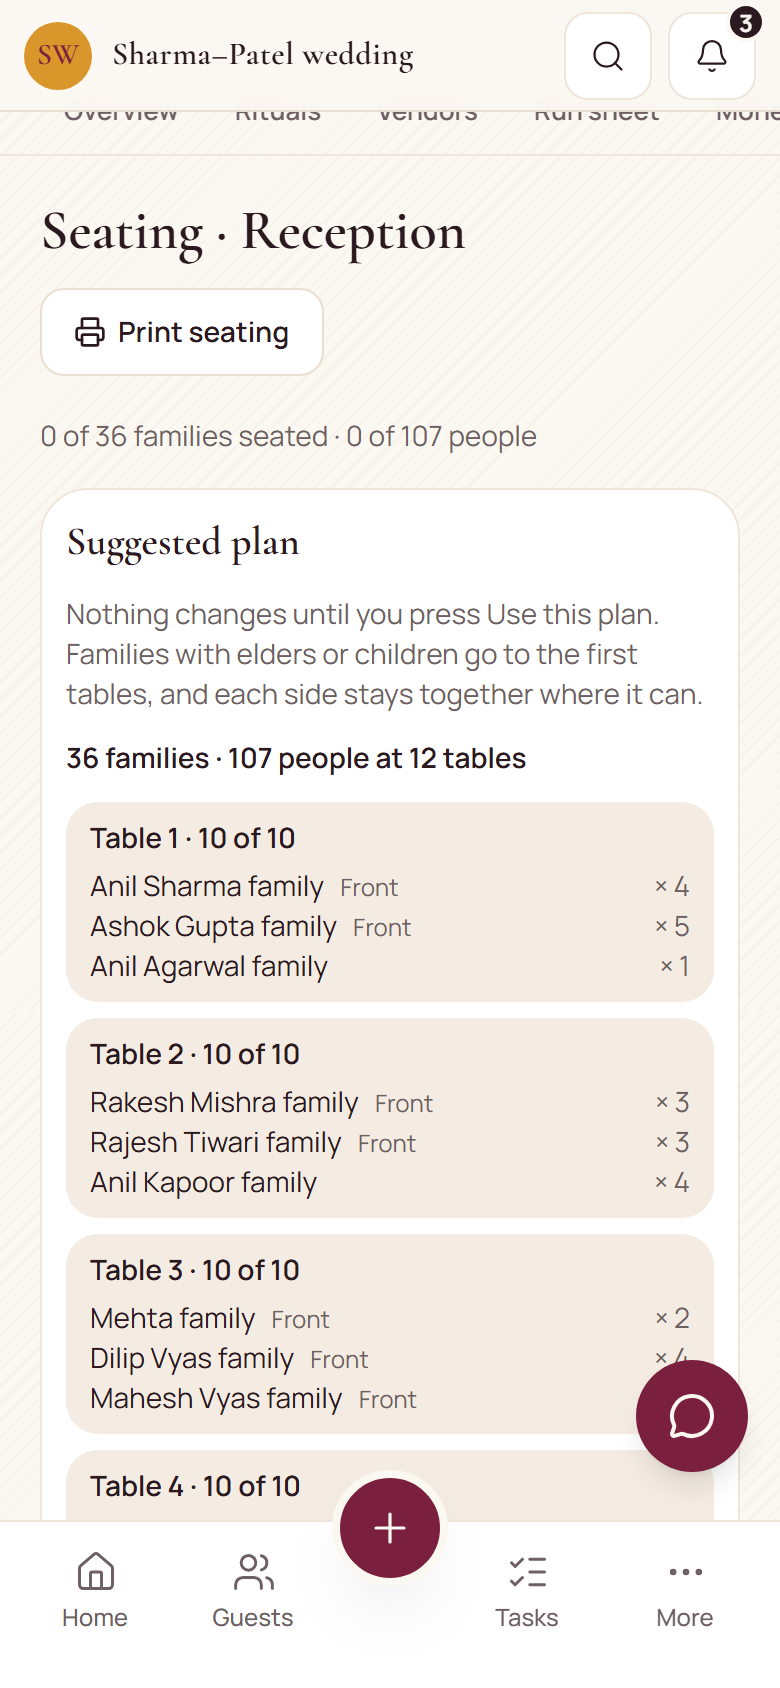 SW
Sharma–Patel wedding
3
Overview Rituals Vendors Run sheet
Seating · Reception
Print seating
0 of 36 families seated · 0 of 107 people
Suggested plan
Nothing changes until you press Use this plan.
Families with elders or children go to the first
tables, and each side stays together where it can.
36 families · 107 people at 12 tables
Table 1 · 10 of 10
Anil Sharma family Front × 4
Ashok Gupta family Front × 5
Anil Agarwal family × 1
Table 2 · 10 of 10
Rakesh Mishra family Front × 3
Rajesh Tiwari family Front × 3
Anil Kapoor family × 4
Table 3 · 10 of 10
Mehta family Front × 2
Dilip Vyas family Front × 4
Mahesh Vyas family Front
Table 4 · 10 of 10
Home Guests Tasks More